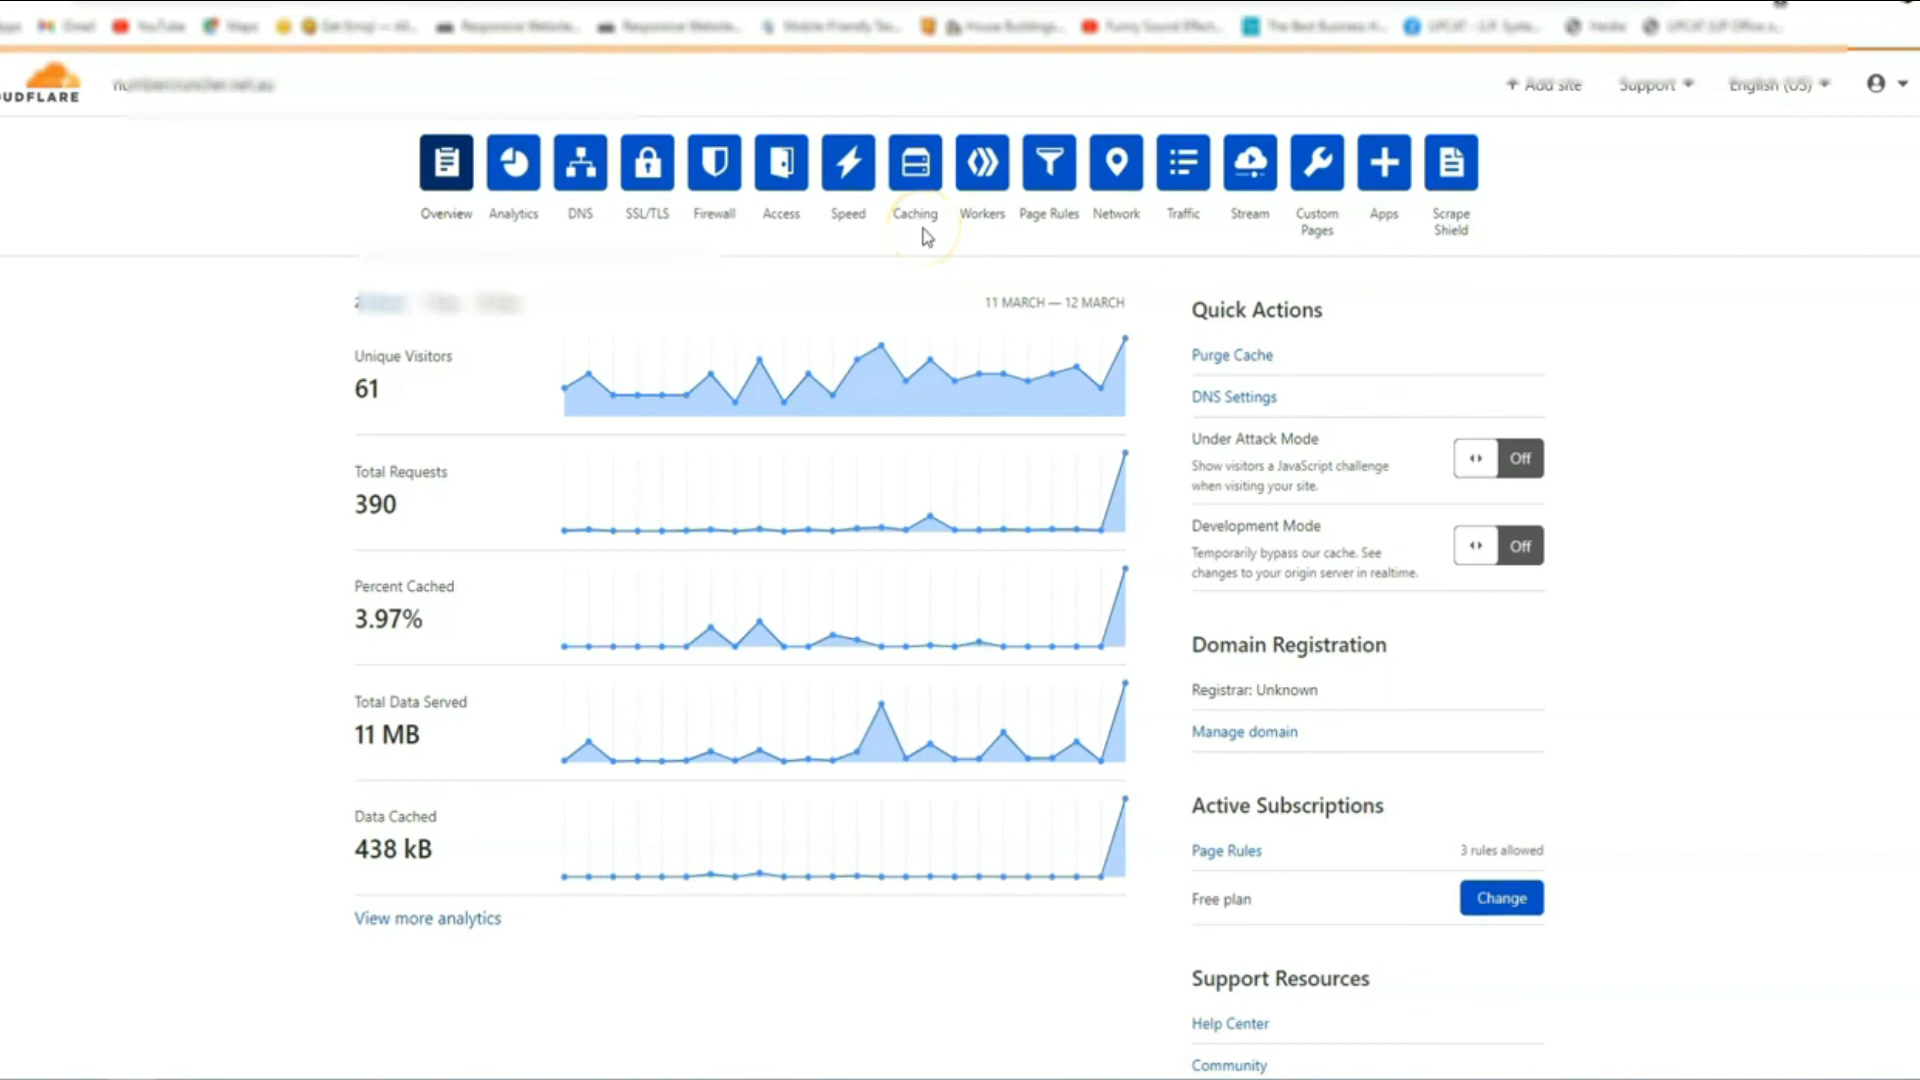 UDFLARE
+ Add site Support English (US)
Overview Analytics DNS SSL/TLS Firewall Access Speed Caching Workers Page Rules Network Traffic Stream Custom Pages Apps Scrape Shield
11 MARCH — 12 MARCH
Unique Visitors
61
Total Requests
390
Percent Cached
3.97%
Total Data Served
11 MB
Data Cached
438 kB
View more analytics
Quick Actions
Purge Cache
DNS Settings
Under Attack Mode
Show visitors a JavaScript challenge
when visiting your site.
Off
Development Mode
Temporarily bypass our cache. See
changes to your origin server in realtime.
Off
Domain Registration
Registrar: Unknown
Manage domain
Active Subscriptions
Page Rules 3 rules allowed
Free plan Change
Support Resources
Help Center
Community